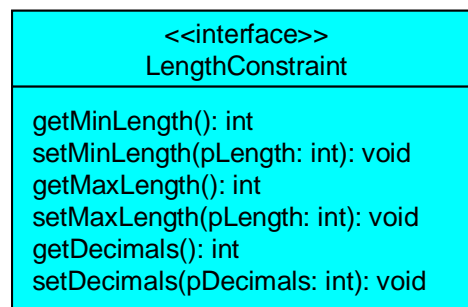 <<interface>>
LengthConstraint
getMinLength(): int
setMinLength(pLength: int): void
getMaxLength(): int
setMaxLength(pLength: int): void
getDecimals(): int
setDecimals(pDecimals: int): void